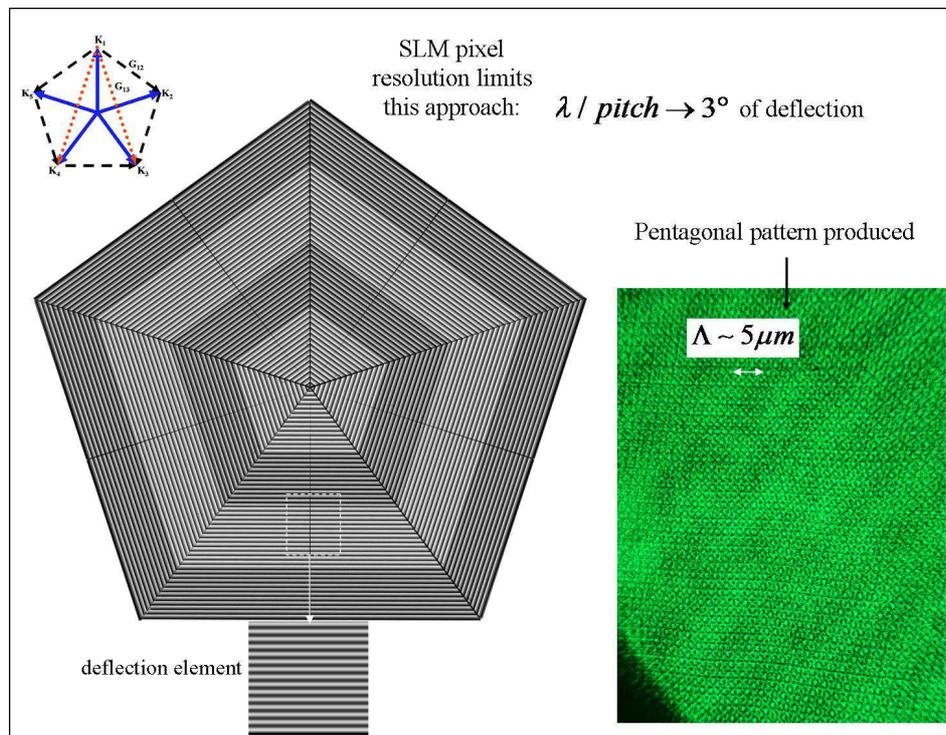 K₁
G₁₂
K₅
G₁₃
K₂
K₄
K₃
SLM pixel
resolution limits
this approach:
λ / pitch → 3° of deflection
Pentagonal pattern produced
Λ ~ 5μm
deflection element